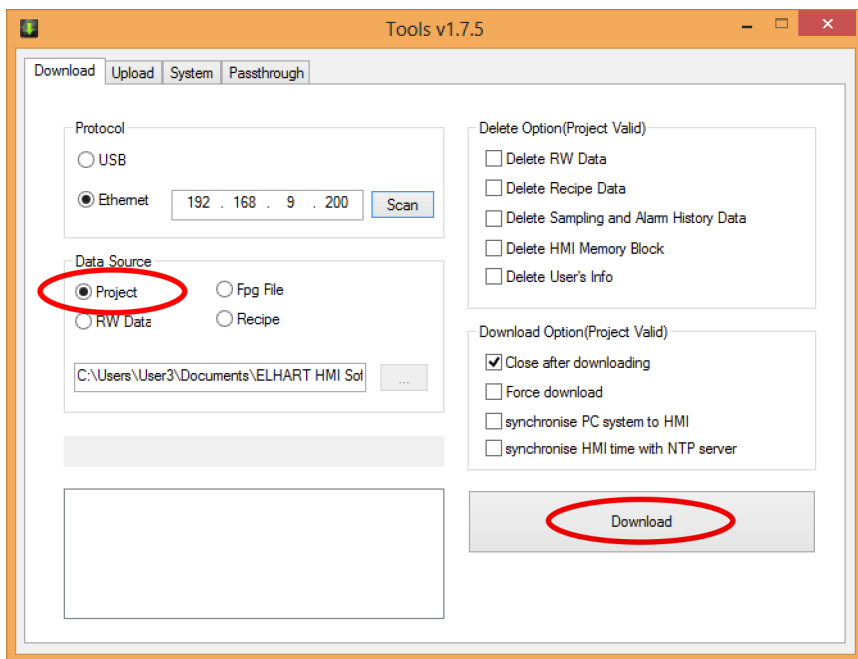 Tools v1.7.5
Download Upload System Passthrough
Protocol
USB
Ethernet 192 . 168 . 9 . 200 Scan
Data Source
Project Fpg File
RW Data Recipe
C:\Users\User3\Documents\ELHART HMI Sof ...
Delete Option(Project Valid)
Delete RW Data
Delete Recipe Data
Delete Sampling and Alarm History Data
Delete HMI Memory Block
Delete User's Info
Download Option(Project Valid)
Close after downloading
Force download
synchronise PC system to HMI
synchronise HMI time with NTP server
Download